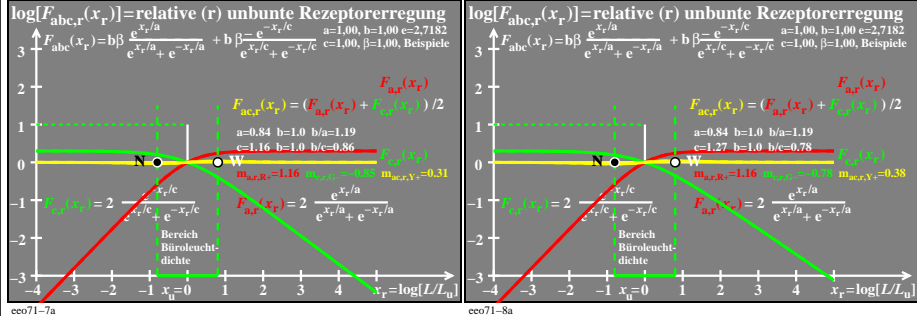 log[F_abc,r(x_r)]=relative (r) unbunte Rezeptorerregung
F_abc(x_r)=bβ e^(x_r/a) / (e^(x_r/a) + e^(-x_r/a)) + b β -e^(-x_r/c) / (e^(x_r/c) + e^(-x_r/c))
a=1,00, b=1,00 e=2,7182
c=1,00, β=1,00, Beispiele
F_a,r(x_r)
F_ac,r(x_r)=(F_a,r(x_r) + F_c,r(x_r) )/2
a=0.84 b=1.0 b/a=1.19
c=1.16 b=1.0 b/c=0.86
F_c,r(x_r)
N
W
m_a,r,R+=1.16 m_c,r,G-=-0.85 m_ac,r,Y+=0.31
F_c,r(x_r)= 2 e^(-x_r/c) / (e^(x_r/c) + e^(-x_r/c))
F_a,r(x_r)= 2 e^(x_r/a) / (e^(x_r/a) + e^(-x_r/a))
Bereich
Büroleucht-
dichte
3
2
1
0
−1
−2
−3
−4 −3 −2 −1 x_u=0 1 2 3 4 x_r=log[L/L_u]
eeo71−7a
log[F_abc,r(x_r)]=relative (r) unbunte Rezeptorerregung
F_abc(x_r)=bβ e^(x_r/a) / (e^(x_r/a) + e^(-x_r/a)) + b β -e^(-x_r/c) / (e^(x_r/c) + e^(-x_r/c))
a=1,00, b=1,00 e=2,7182
c=1,00, β=1,00, Beispiele
F_a,r(x_r)
F_ac,r(x_r)=(F_a,r(x_r) + F_c,r(x_r) )/2
a=0.84 b=1.0 b/a=1.19
c=1.27 b=1.0 b/c=0.78
F_c,r(x_r)
N
W
m_a,r,R+=1.16 m_c,r,G-=-0.78 m_ac,r,Y+=0.38
F_c,r(x_r)= 2 e^(-x_r/c) / (e^(x_r/c) + e^(-x_r/c))
F_a,r(x_r)= 2 e^(x_r/a) / (e^(x_r/a) + e^(-x_r/a))
Bereich
Büroleucht-
dichte
3
2
1
0
−1
−2
−3
−4 −3 −2 −1 x_u=0 1 2 3 4 x_r=log[L/L_u]
eeo71−8a